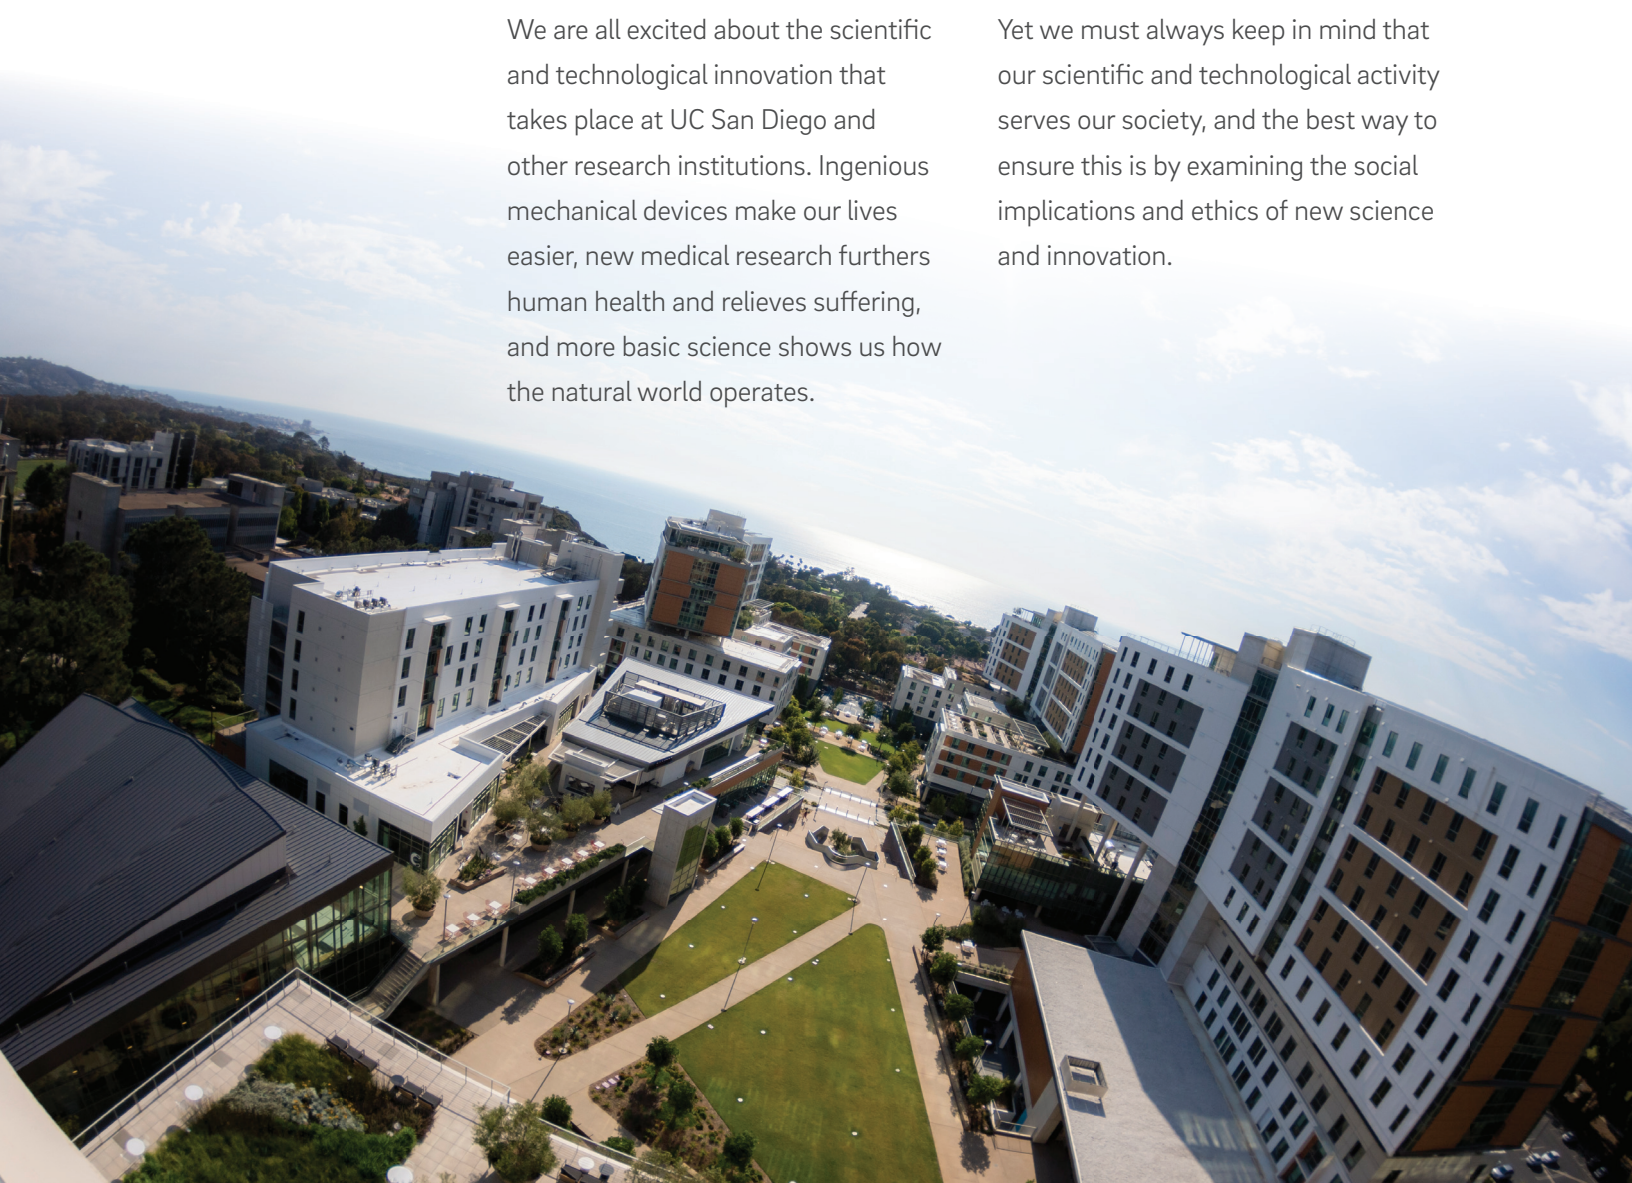 We are all excited about the scientific
and technological innovation that
takes place at UC San Diego and
other research institutions. Ingenious
mechanical devices make our lives
easier, new medical research furthers
human health and relieves suffering,
and more basic science shows us how
the natural world operates.
Yet we must always keep in mind that
our scientific and technological activity
serves our society, and the best way to
ensure this is by examining the social
implications and ethics of new science
and innovation.